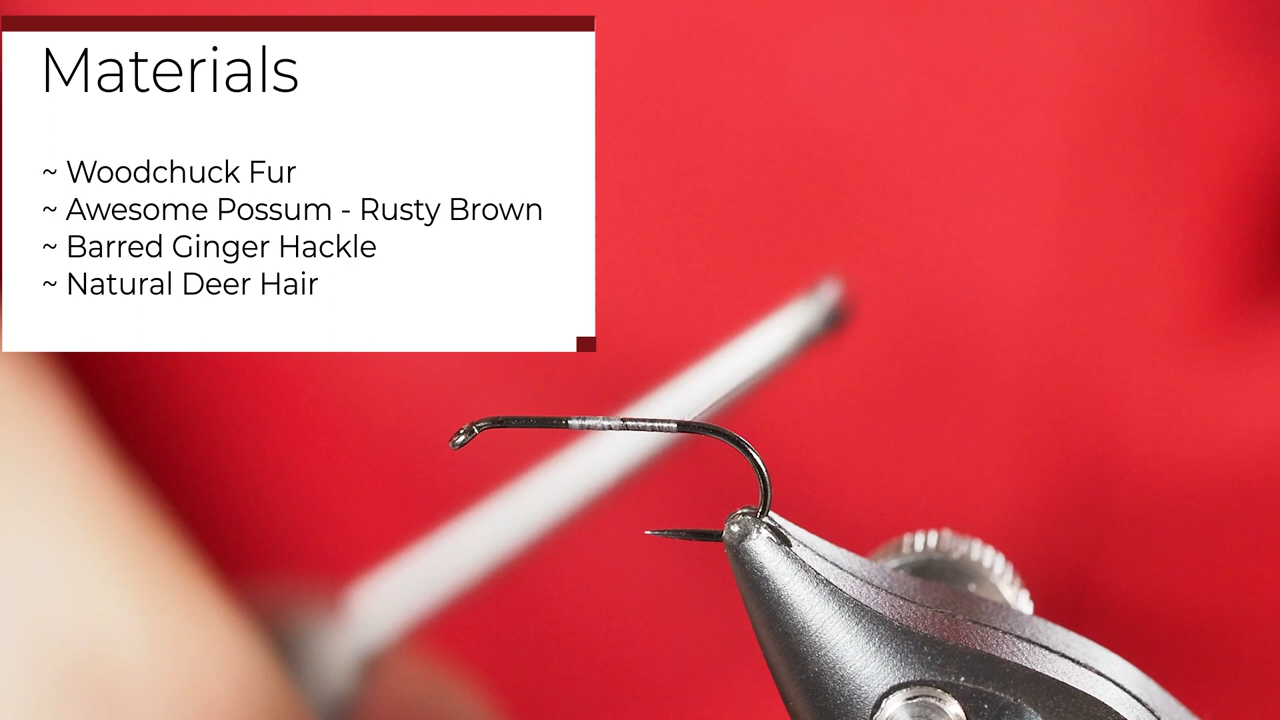 Materials
~ Woodchuck Fur
~ Awesome Possum - Rusty Brown
~ Barred Ginger Hackle
~ Natural Deer Hair